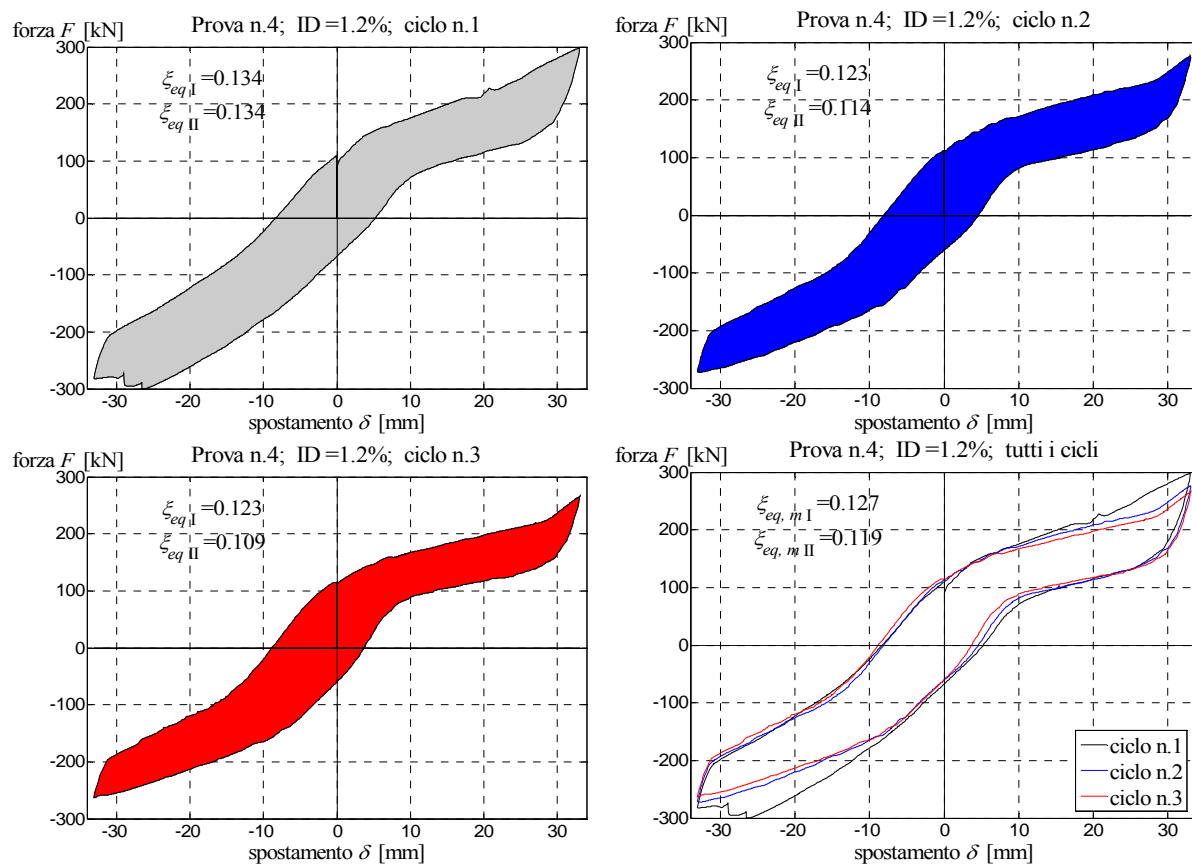 Prova n.4; ID =1.2%; ciclo n.1
forza F [kN]
ξeq I =0.134
ξeq II =0.134
300
200
100
0
-100
-200
-300
-30 -20 -10 0 10 20 30
spostamento δ [mm]
Prova n.4; ID =1.2%; ciclo n.2
forza F [kN]
ξeq I =0.123
ξeq II =0.114
300
200
100
0
-100
-200
-300
-30 -20 -10 0 10 20 30
spostamento δ [mm]
Prova n.4; ID =1.2%; ciclo n.3
forza F [kN]
ξeq I =0.123
ξeq II =0.109
300
200
100
0
-100
-200
-300
-30 -20 -10 0 10 20 30
spostamento δ [mm]
Prova n.4; ID =1.2%; tutti i cicli
forza F [kN]
ξeq, m I =0.127
ξeq, m II =0.119
300
200
100
0
-100
-200
-300
-30 -20 -10 0 10 20 30
spostamento δ [mm]
ciclo n.1
ciclo n.2
ciclo n.3